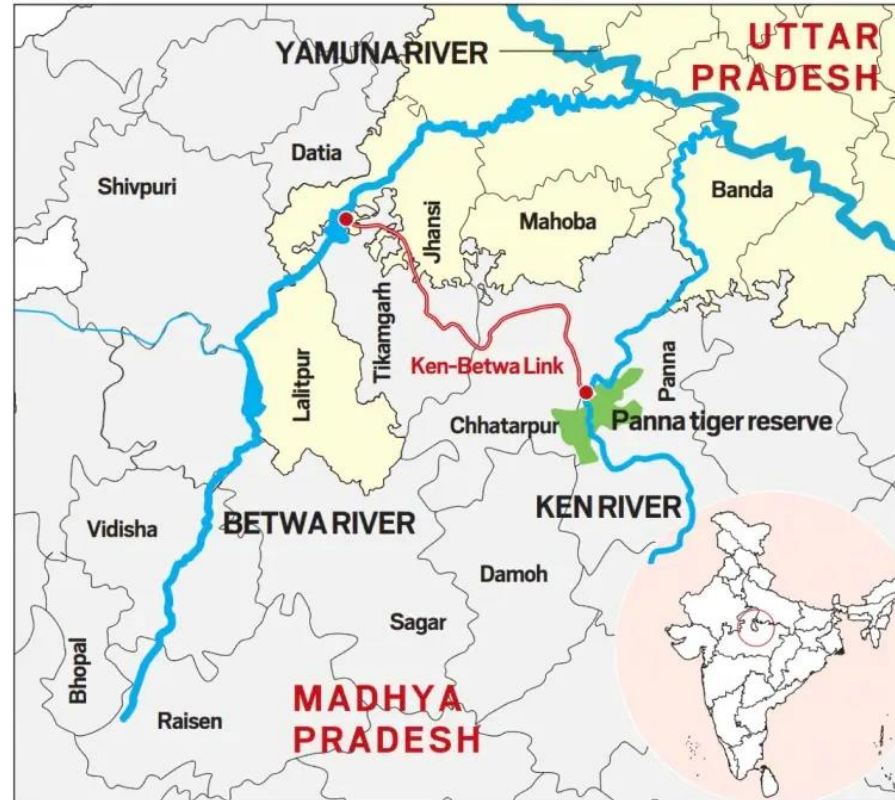 YAMUNA RIVER
UTTAR
PRADESH
Datia
Shivpuri
Banda
Jhansi
Mahoba
Tikamgarh
Lalitpur
Ken-Betwa Link
Panna
Chhatarpur
Panna tiger reserve
KEN RIVER
BETWA RIVER
Vidisha
Damoh
Sagar
Bhopal
MADHYA
PRADESH
Raisen